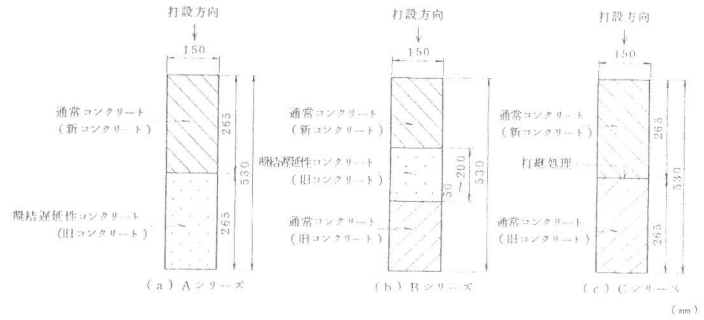 打設方向
150
通常コンクリート
(新コンクリート)
265
530
凝結遅延性コンクリート
(旧コンクリート)
265
(a) Aシリーズ
打設方向
150
通常コンクリート
(新コンクリート)
凝結遅延性コンクリート
(旧コンクリート)
50～200
530
通常コンクリート
(旧コンクリート)
(b) Bシリーズ
打設方向
150
通常コンクリート
(新コンクリート)
265
打継処理
530
通常コンクリート
(旧コンクリート)
265
(c) Cシリーズ
(mm)